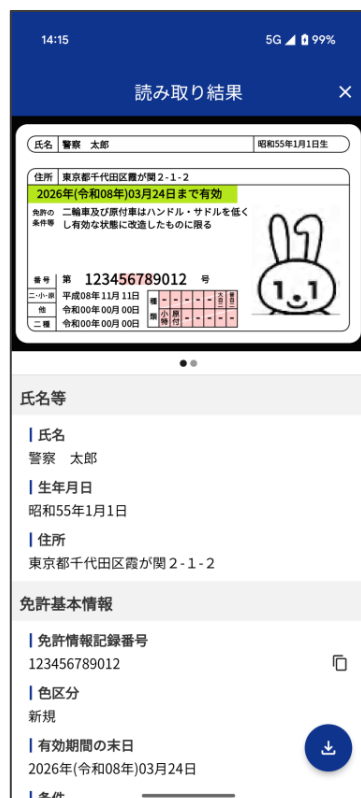 14:15
5G 99%
読み取り結果
氏名 警察 太郎 昭和55年1月1日生
住所 東京都千代田区霞が関2-1-2
2026年(令和08年)03月24日まで有効
免許の条件等 二輪車及び原付車はハンドル・サドルを低くし有効な状態に改造したものに限る
番号 第 123456789012 号
二・小・原 平成08年11月11日
他 令和00年00月00日
二種 令和00年00月00日
種類 - - - - 大自二 普自二
小特 原付 - - - -
1.1
氏名等
氏名
警察 太郎
生年月日
昭和55年1月1日
住所
東京都千代田区霞が関2-1-2
免許基本情報
免許情報記録番号
123456789012
色区分
新規
有効期間の末日
2026年(令和08年)03月24日
条件